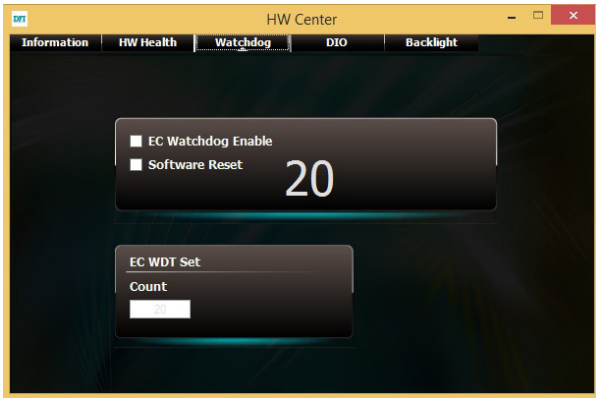 DFI
HW Center
Information HW Health Watchdog DIO Backlight
EC Watchdog Enable
Software Reset
20
EC WDT Set
Count
20